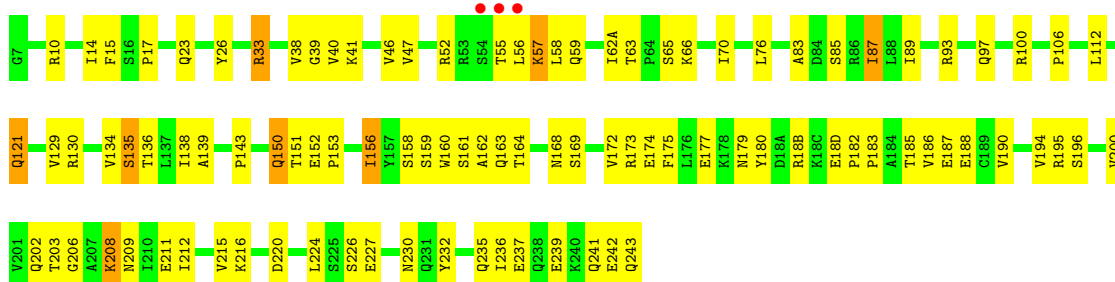 G7 R10 I14 F15 S16 P17 Q23 Y26 R33 V38 G39 V40 K41 V46 V47 R52 R53 S54 T55 L56 K57 L58 Q59 I62A T63 P64 S65 K66 I70 L76 A83 D84 S85 R86 I87 L88 I89 R93 Q97 R100 P106 L112
Q121 V129 R130 V134 S135 T136 L137 I138 A139 P143 Q150 T151 E152 P153 I156 Y157 S158 S159 W160 S161 A162 Q163 T164 N168 S169 V172 R173 E174 F175 L176 E177 K178 N179 Y180 D18A E18B K18C E18D P182 P183 A184 T185 V186 E187 E188 C189 V190 V194 R195 S196 V200
V201 Q202 T203 G206 A207 K208 N209 I210 E211 I212 V215 K216 D220 L224 S225 S226 E227 N230 Q231 Y232 Q235 I236 E237 Q238 E239 K240 Q241 E242 Q243